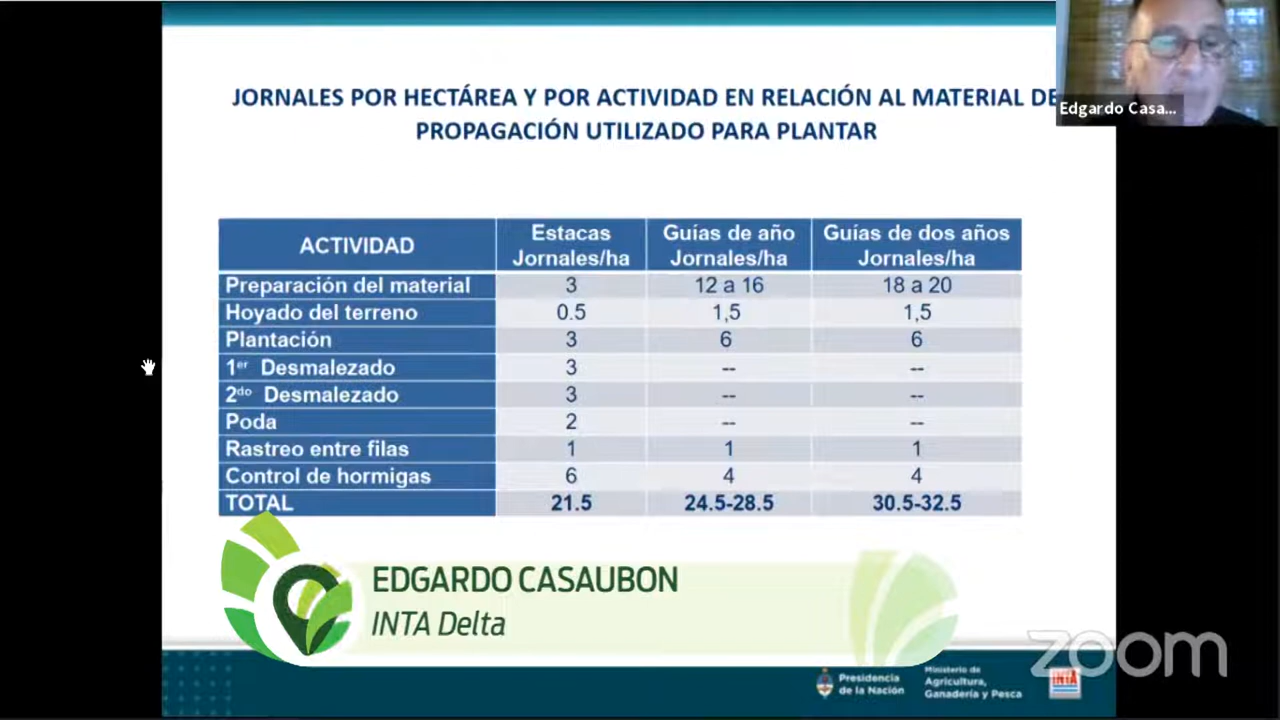 JORNALES POR HECTÁREA Y POR ACTIVIDAD EN RELACIÓN AL MATERIAL DE
PROPAGACIÓN UTILIZADO PARA PLANTAR
Edgardo Casa...
ACTIVIDAD Estacas Jornales/ha Guías de año Jornales/ha Guías de dos años Jornales/ha
Preparación del material 3 12 a 16 18 a 20
Hoyado del terreno 0.5 1,5 1,5
Plantación 3 6 6
1er Desmalezado 3 -- --
2do Desmalezado 3 -- --
Poda 2 -- --
Rastreo entre filas 1 1 1
Control de hormigas 6 4 4
TOTAL 21.5 24.5-28.5 30.5-32.5
EDGARDO CASAUBON
INTA Delta
zoom
Presidencia
de la Nación
Ministerio de
Agricultura,
Ganadería y Pesca
INTA